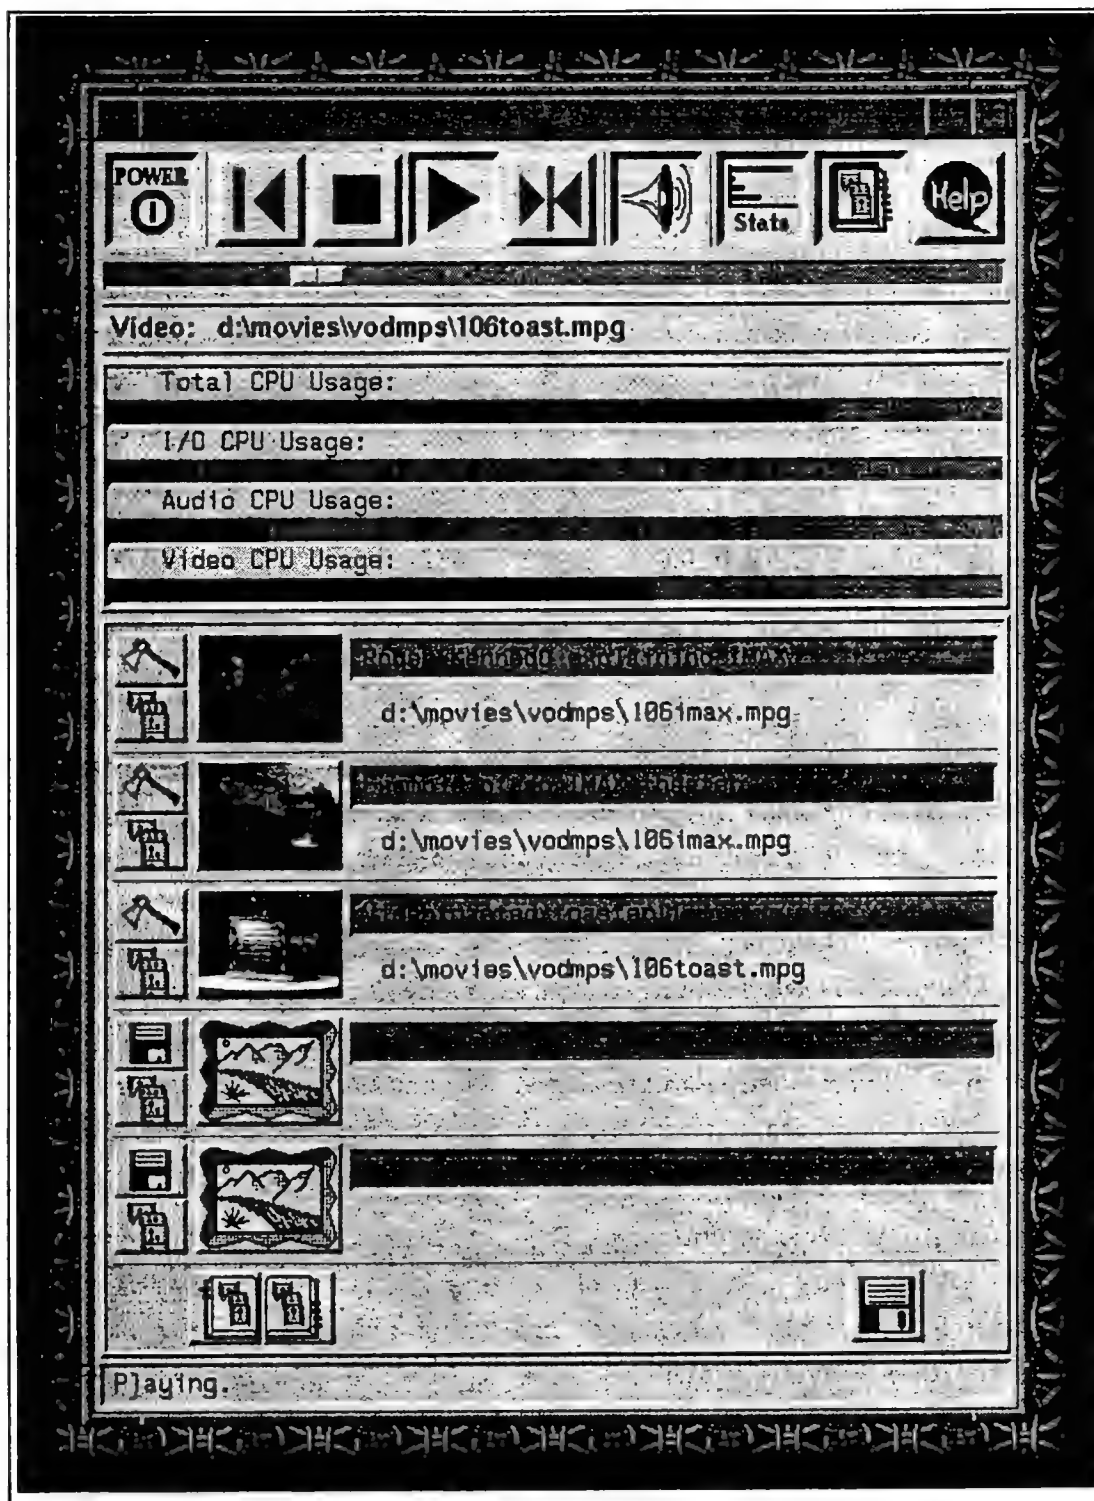 POWER
Stats
Help
Video: d:\movies\vodmps\106toast.mpg
Total CPU Usage:
I/O CPU Usage:
Audio CPU Usage:
Video CPU Usage:
d:\movies\vodmps\106imax.mpg
d:\movies\vodmps\106imax.mpg
d:\movies\vodmps\106toast.mpg
Playing.